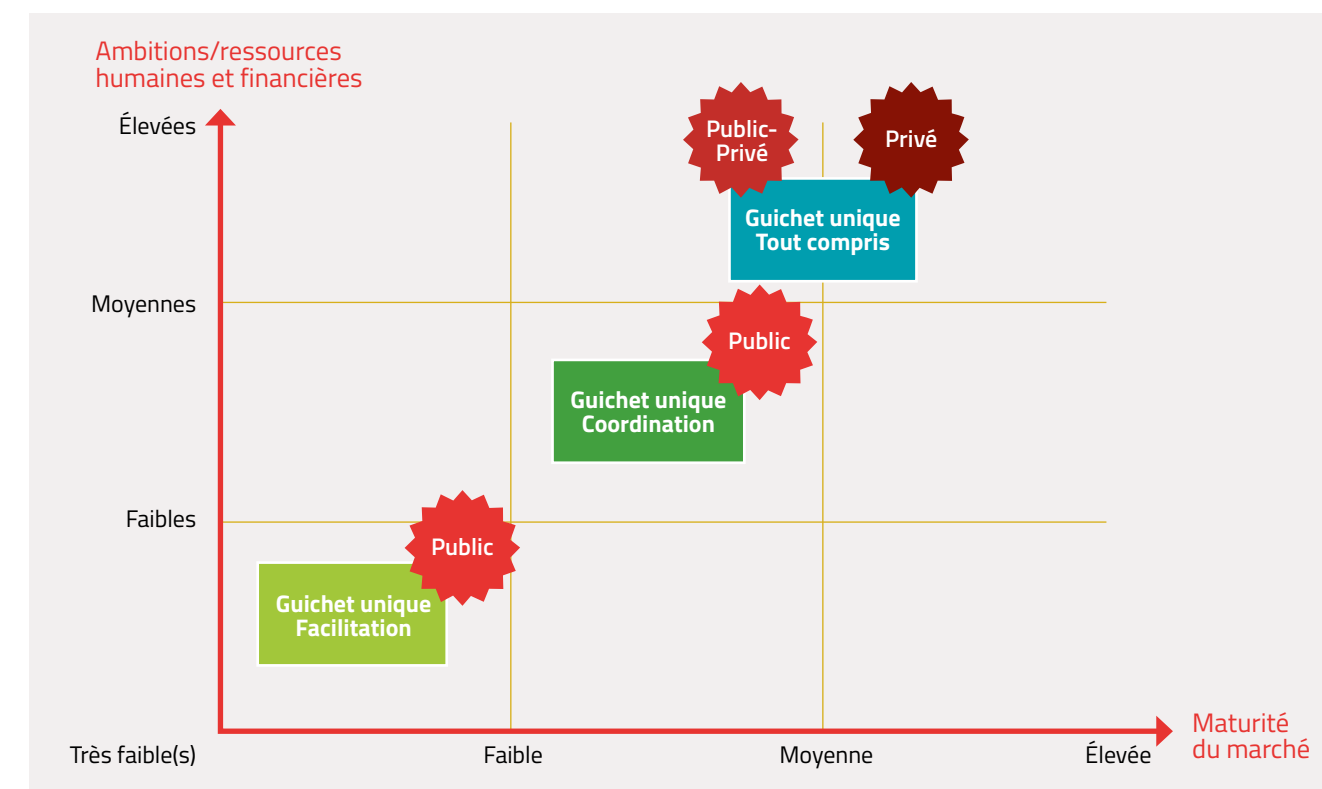 Ambitions/ressources
humaines et financières
Élevées
Public-
Privé
Privé
Guichet unique
Tout compris
Moyennes
Public
Guichet unique
Coordination
Faibles
Public
Guichet unique
Facilitation
Très faible(s)
Faible
Moyenne
Élevée
Maturité
du marché